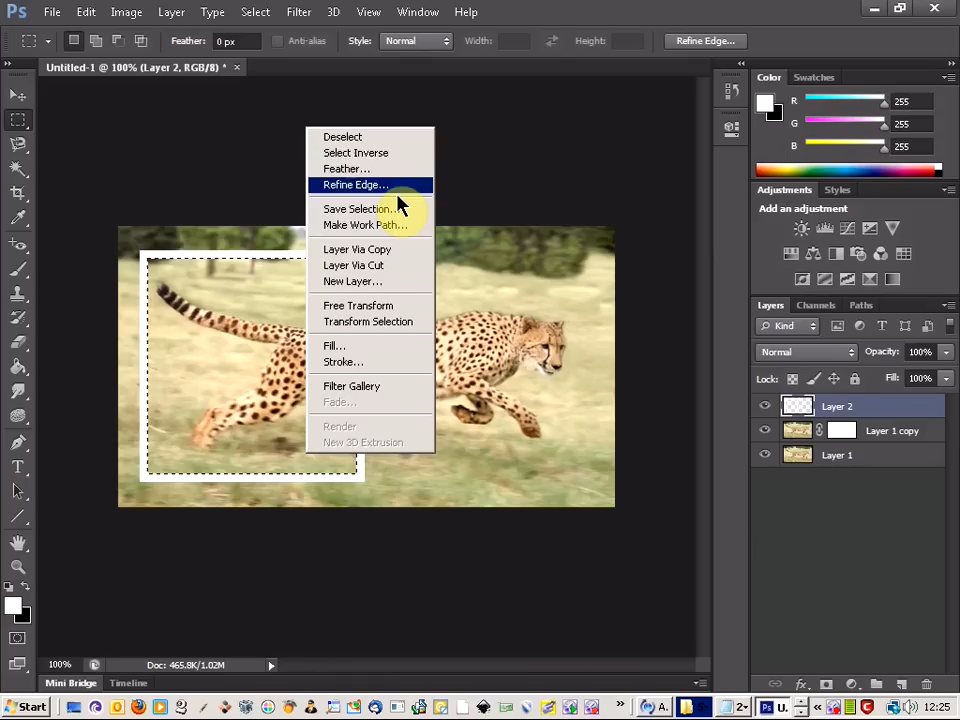 Ps File Edit Image Layer Type Select Filter 3D View Window Help
Feather: 0 px Anti-alias Style: Normal Width: Height: Refine Edge...
Untitled-1 @ 100% (Layer 2, RGB/8) * ×
Color Swatches
R 255
G 255
B 255
Adjustments Styles
Add an adjustment
Layers Channels Paths
Kind
Normal Opacity: 100%
Lock: Fill: 100%
Layer 2
Layer 1 copy
Layer 1
Deselect
Select Inverse
Feather...
Refine Edge...
Save Selection...
Make Work Path...
Layer Via Copy
Layer Via Cut
New Layer...
Free Transform
Transform Selection
Fill...
Stroke...
Filter Gallery
Fade...
Render
New 3D Extrusion
100% Doc: 465.8K/1.02M
Mini Bridge Timeline
Start A. 2 U. 12:25